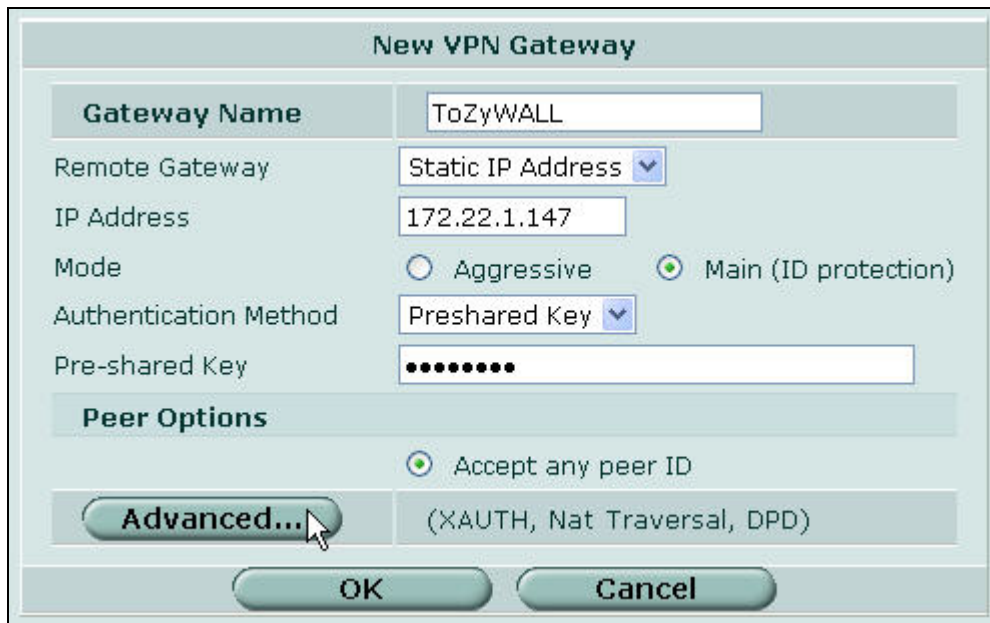 New VPN Gateway
Gateway Name ToZyWALL
Remote Gateway Static IP Address
IP Address 172.22.1.147
Mode Aggressive Main (ID protection)
Authentication Method Preshared Key
Pre-shared Key ••••••••
Peer Options
Accept any peer ID
Advanced... (XAUTH, Nat Traversal, DPD)
OK Cancel